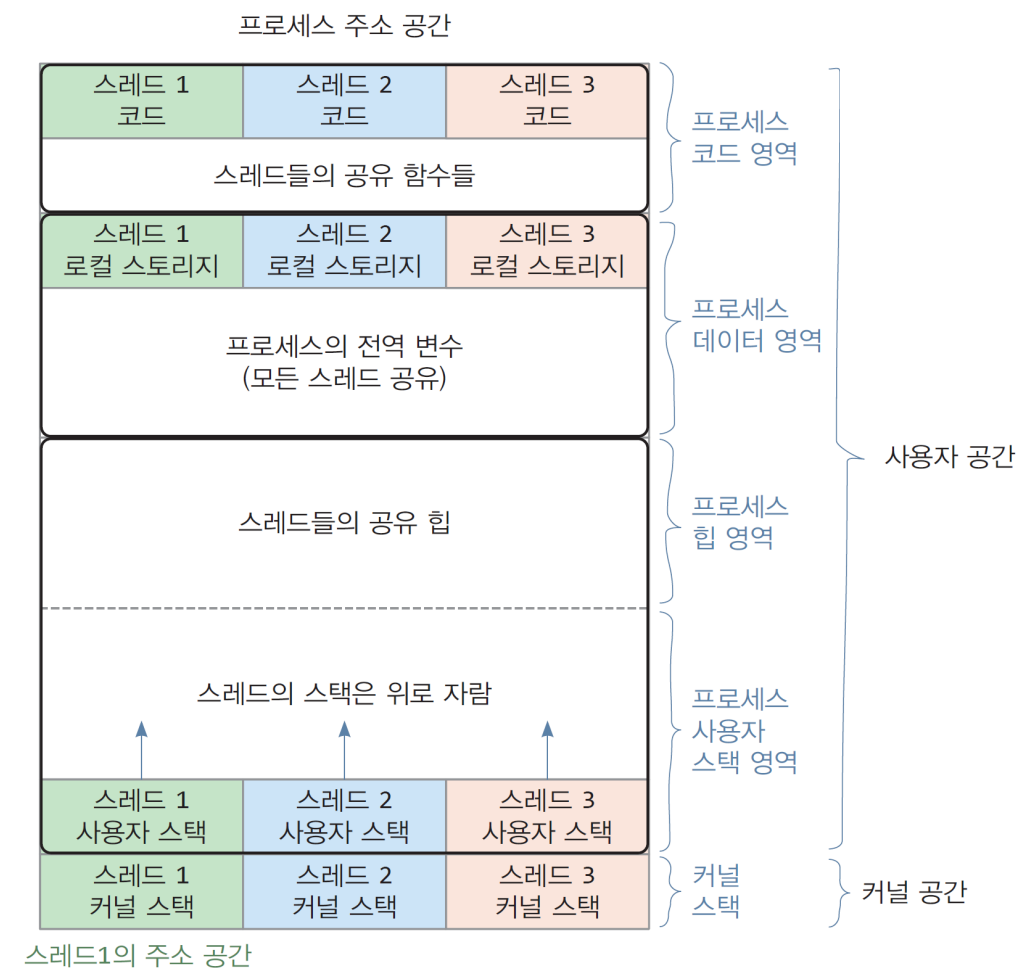 프로세스 주소 공간
스레드 1
코드
스레드 2
코드
스레드 3
코드
프로세스
코드 영역
스레드들의 공유 함수들
스레드 1
로컬 스토리지
스레드 2
로컬 스토리지
스레드 3
로컬 스토리지
프로세스의 전역 변수
(모든 스레드 공유)
프로세스
데이터 영역
사용자 공간
스레드들의 공유 힙
프로세스
힙 영역
스레드의 스택은 위로 자람
프로세스
사용자
스택 영역
스레드 1
사용자 스택
스레드 2
사용자 스택
스레드 3
사용자 스택
스레드 1
커널 스택
스레드 2
커널 스택
스레드 3
커널 스택
커널
스택
커널 공간
스레드1의 주소 공간